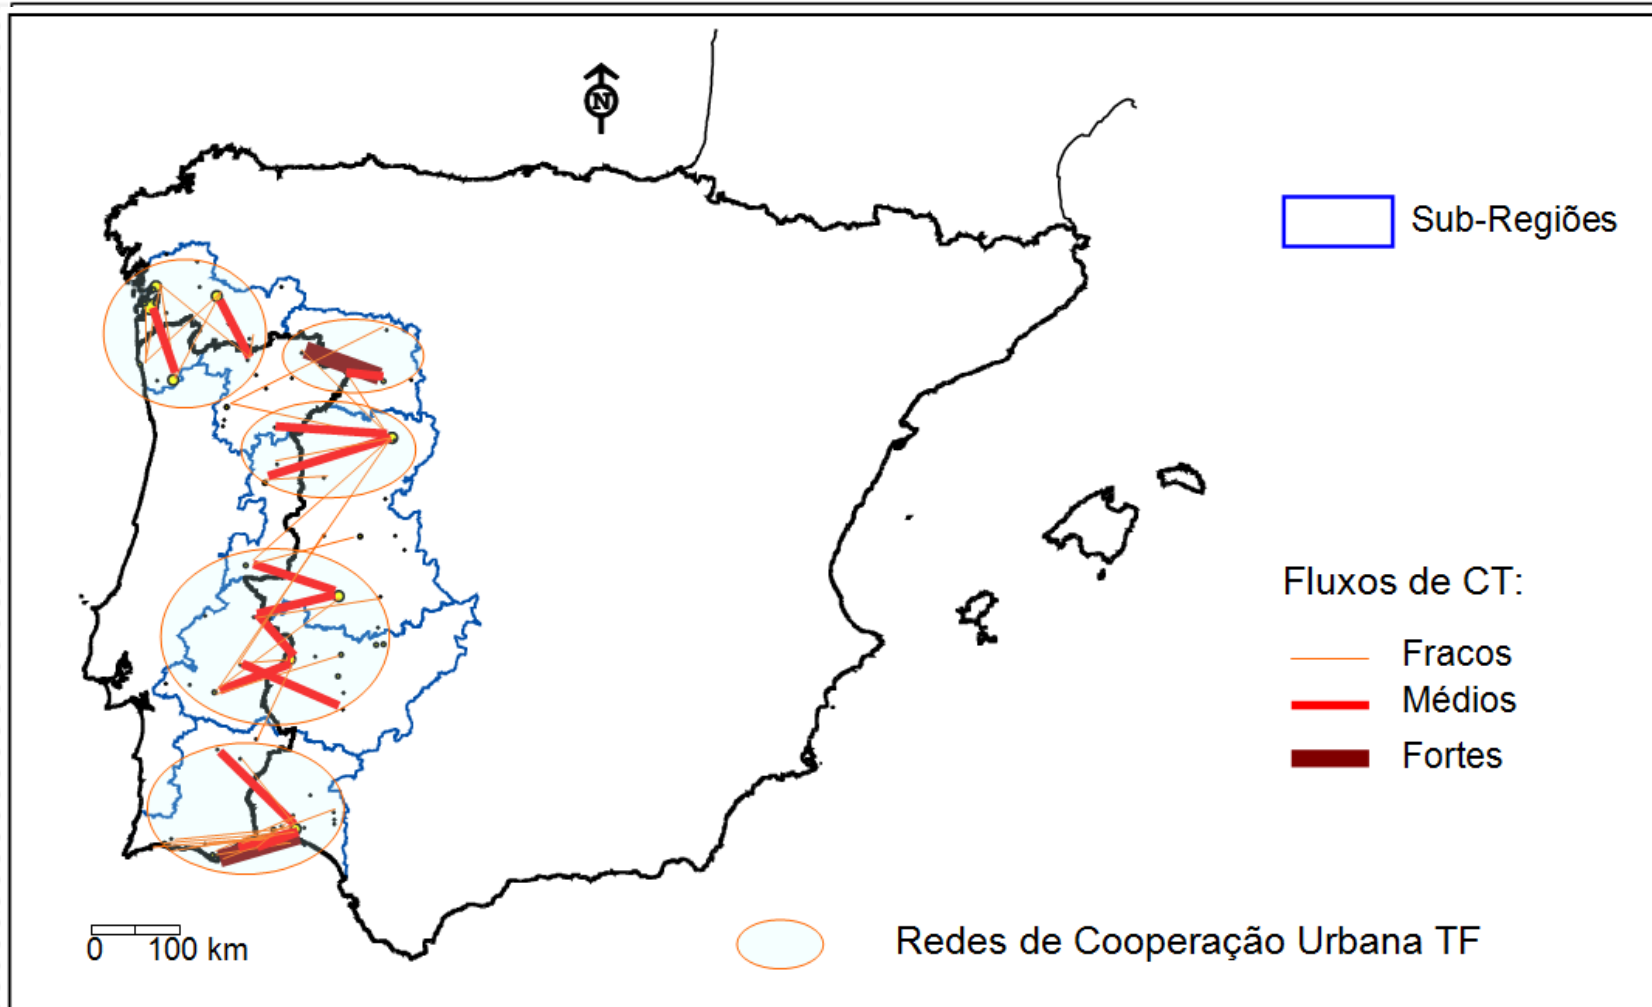 N
Sub-Regiões
Fluxos de CT:
Fracos
Médios
Fortes
0 100 km
Redes de Cooperação Urbana TF